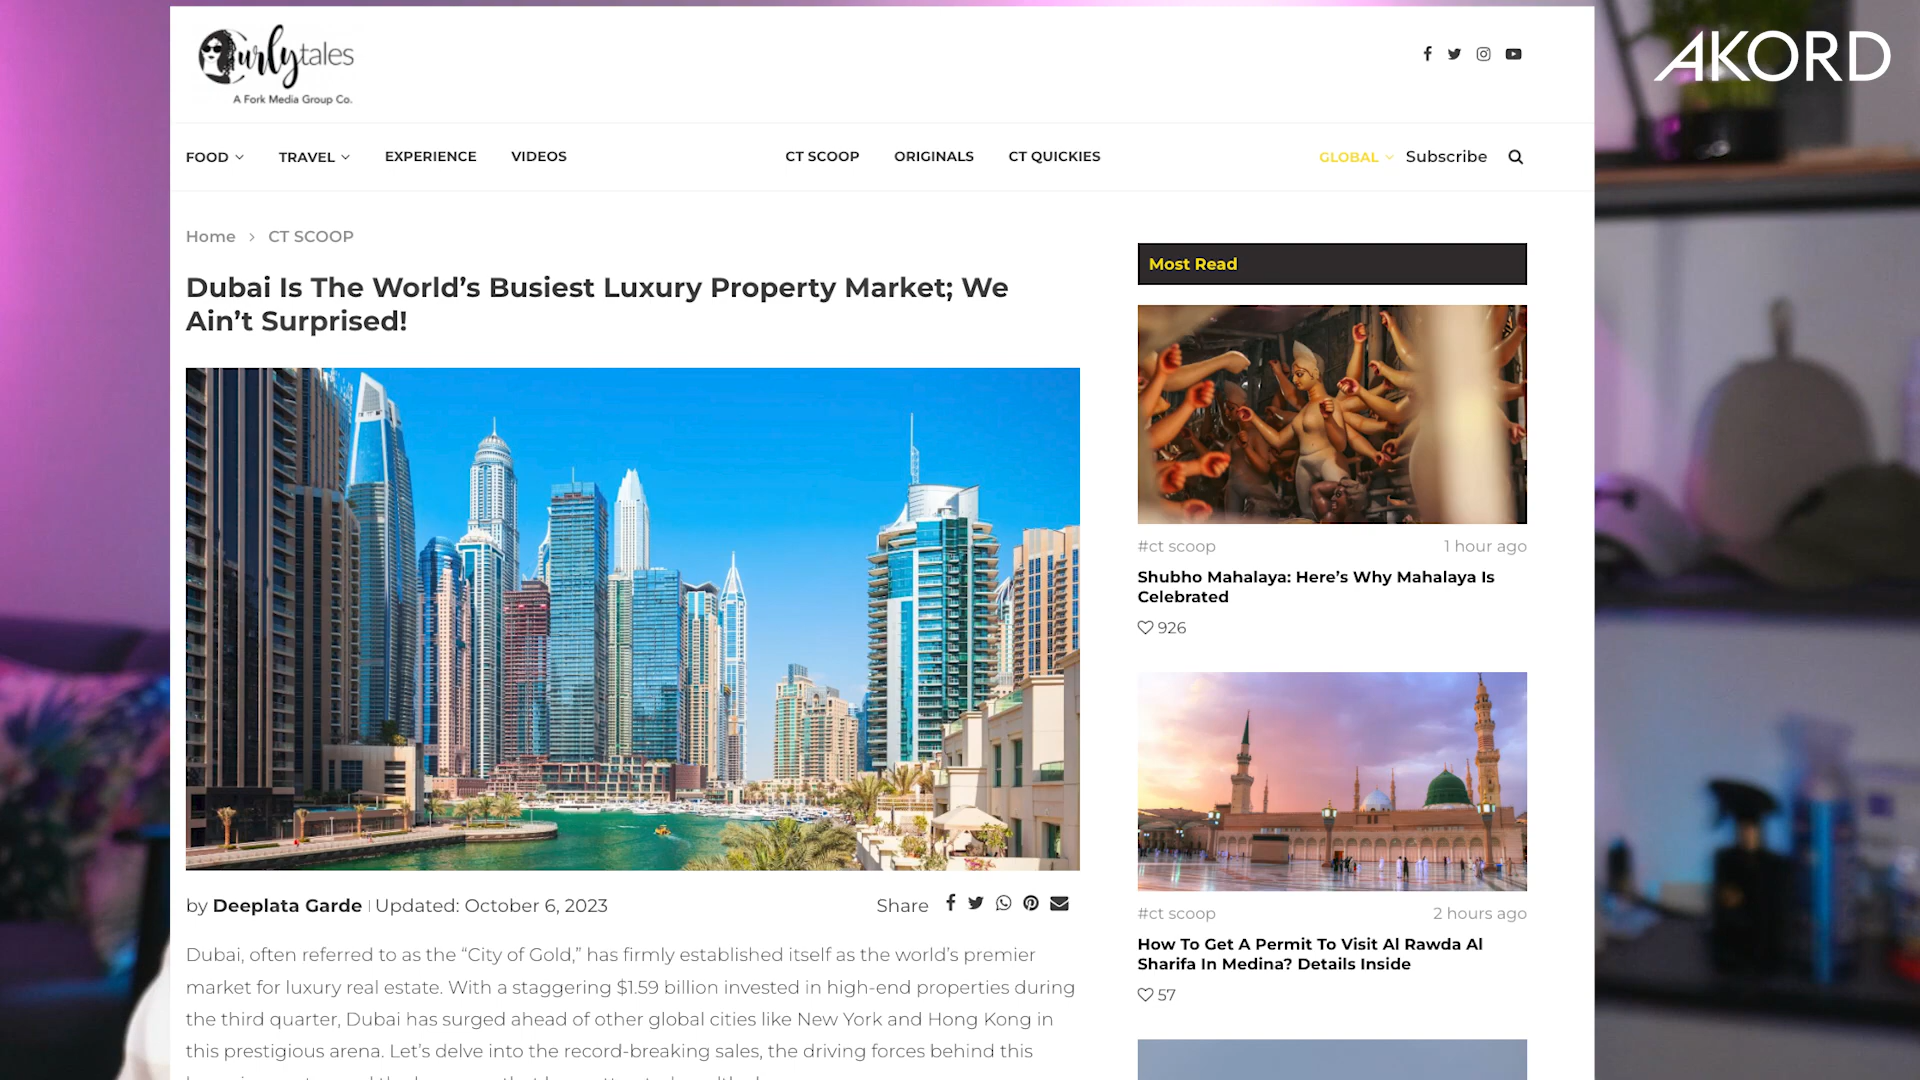 Curlytales
A Fork Media Group Co.
AKORD
FOOD
TRAVEL
EXPERIENCE
VIDEOS
CT SCOOP
ORIGINALS
CT QUICKIES
GLOBAL
Subscribe
Home > CT SCOOP
Dubai Is The World’s Busiest Luxury Property Market; We
Ain’t Surprised!
by Deeplata Garde | Updated: October 6, 2023
Share
Dubai, often referred to as the “City of Gold,” has firmly established itself as the world’s premier
market for luxury real estate. With a staggering $1.59 billion invested in high-end properties during
the third quarter, Dubai has surged ahead of other global cities like New York and Hong Kong in
this prestigious arena. Let’s delve into the record-breaking sales, the driving forces behind this
Most Read
#ct scoop
1 hour ago
Shubho Mahalaya: Here’s Why Mahalaya Is
Celebrated
926
#ct scoop
2 hours ago
How To Get A Permit To Visit Al Rawda Al
Sharifa In Medina? Details Inside
57